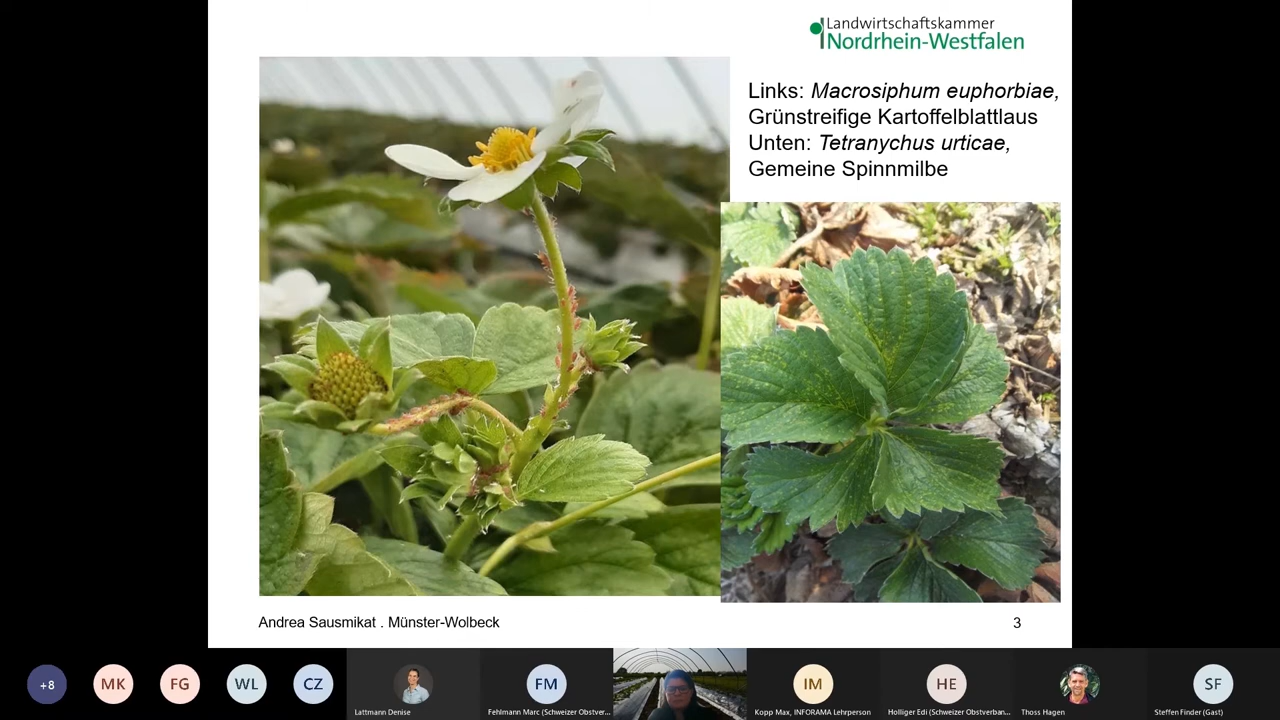 Landwirtschaftskammer
Nordrhein-Westfalen
Links: Macrosiphum euphorbiae,
Grünstreifige Kartoffelblattlaus
Unten: Tetranychus urticae,
Gemeine Spinnmilbe
Andrea Sausmikat . Münster-Wolbeck
3
+8
MK
FG
WL
CZ
FM
IM
HE
SF
Lattmann Denise
Fehlmann Marc (Schweizer Obstver...
Kopp Max, INFORAMA Lehrperson
Holliger Edi (Schweizer Obstverban...
Thoss Hagen
Steffen Finder (Gast)